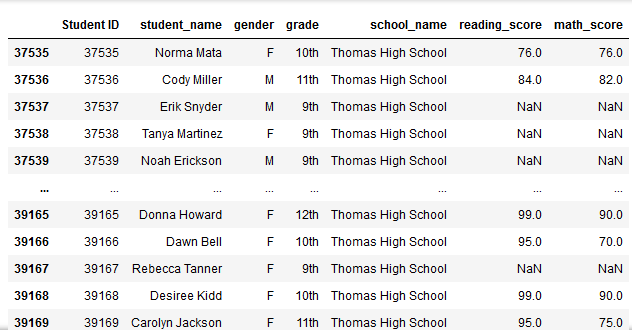 Student ID student_name gender grade school_name reading_score math_score
37535 37535 Norma Mata F 10th Thomas High School 76.0 76.0
37536 37536 Cody Miller M 11th Thomas High School 84.0 82.0
37537 37537 Erik Snyder M 9th Thomas High School NaN NaN
37538 37538 Tanya Martinez F 9th Thomas High School NaN NaN
37539 37539 Noah Erickson M 9th Thomas High School NaN NaN
... ... ... ... ... ... ... ...
39165 39165 Donna Howard F 12th Thomas High School 99.0 90.0
39166 39166 Dawn Bell F 10th Thomas High School 95.0 70.0
39167 39167 Rebecca Tanner F 9th Thomas High School NaN NaN
39168 39168 Desiree Kidd F 10th Thomas High School 99.0 90.0
39169 39169 Carolyn Jackson F 11th Thomas High School 95.0 75.0